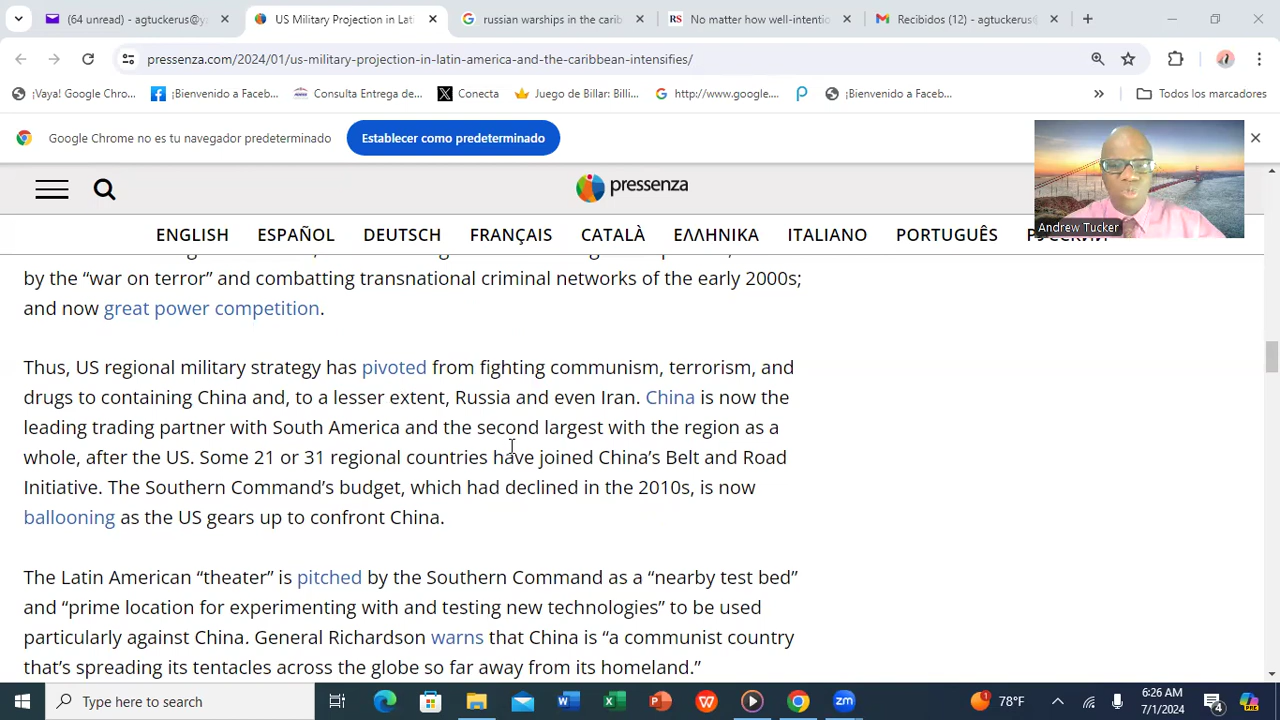 (64 unread) - agtuckerus@y
US Military Projection in Lati
russian warships in the carib
RS
No matter how well-intentio
Recibidos (12) - agtuckerus@
pressenza.com/2024/01/us-military-projection-in-latin-america-and-the-caribbean-intensifies/
¡Vaya! Google Chro...
¡Bienvenido a Faceb...
Consulta Entrega de...
Conecta
Juego de Billar: Billi...
http://www.google....
¡Bienvenido a Faceb...
»
Todos los marcadores
Google Chrome no es tu navegador predeterminado
Establecer como predeterminado
Andrew Tucker
pressenza
ENGLISH ESPAÑOL DEUTSCH FRANÇAIS CATALÀ ΕΛΛΗΝΙΚΑ ITALIANO PORTUGUÊS РУССКИЙ
by the “war on terror” and combatting transnational criminal networks of the early 2000s;
and now great power competition.
Thus, US regional military strategy has pivoted from fighting communism, terrorism, and
drugs to containing China and, to a lesser extent, Russia and even Iran. China is now the
leading trading partner with South America and the second largest with the region as a
whole, after the US. Some 21 or 31 regional countries have joined China’s Belt and Road
Initiative. The Southern Command’s budget, which had declined in the 2010s, is now
ballooning as the US gears up to confront China.
The Latin American “theater” is pitched by the Southern Command as a “nearby test bed”
and “prime location for experimenting with and testing new technologies” to be used
particularly against China. General Richardson warns that China is “a communist country
that’s spreading its tentacles across the globe so far away from its homeland.”
Type here to search
78°F
6:26 AM
7/1/2024